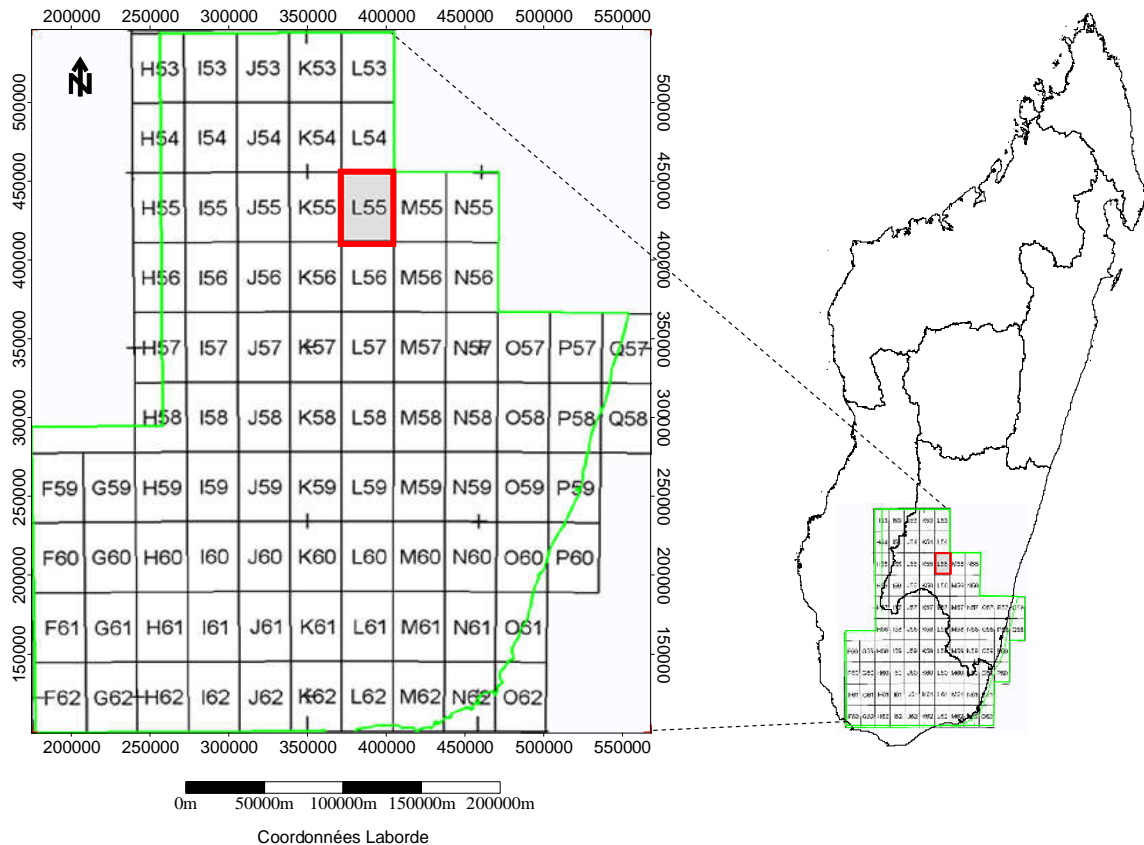 200000 250000 300000 350000 400000 450000 500000 550000
N
H53 I53 J53 K53 L53
500000 500000
H54 I54 J54 K54 L54
450000 450000
H55 I55 J55 K55 L55 M55 N55
400000 400000
H56 I56 J56 K56 L56 M56 N56
350000 350000
H57 I57 J57 K57 L57 M57 N57 O57 P57 Q57
300000 300000
H58 I58 J58 K58 L58 M58 N58 O58 P58 Q58
F59 G59 H59 I59 J59 K59 L59 M59 N59 O59 P59
250000 250000
F60 G60 H60 I60 J60 K60 L60 M60 N60 O60 P60
200000 200000
F61 G61 H61 I61 J61 K61 L61 M61 N61 O61
150000 150000
F62 G62 H62 I62 J62 K62 L62 M62 N62 O62
200000 250000 300000 350000 400000 450000 500000 550000
0m 50000m 100000m 150000m 200000m
Coordonnées Laborde